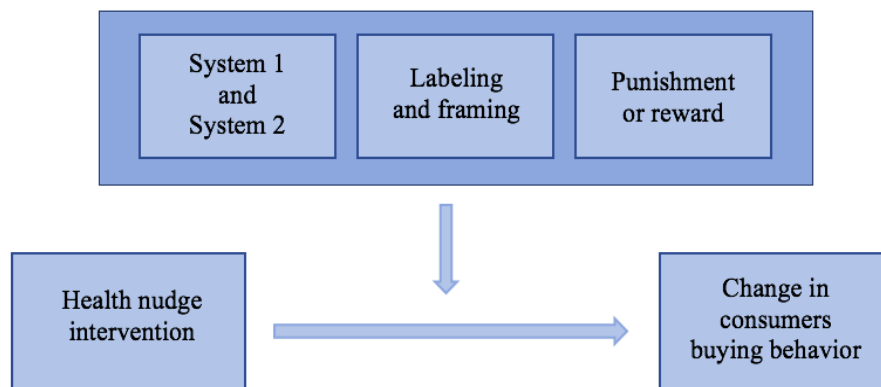 System 1
and
System 2
Labeling
and framing
Punishment
or reward
Health nudge
intervention
Change in
consumers
buying behavior